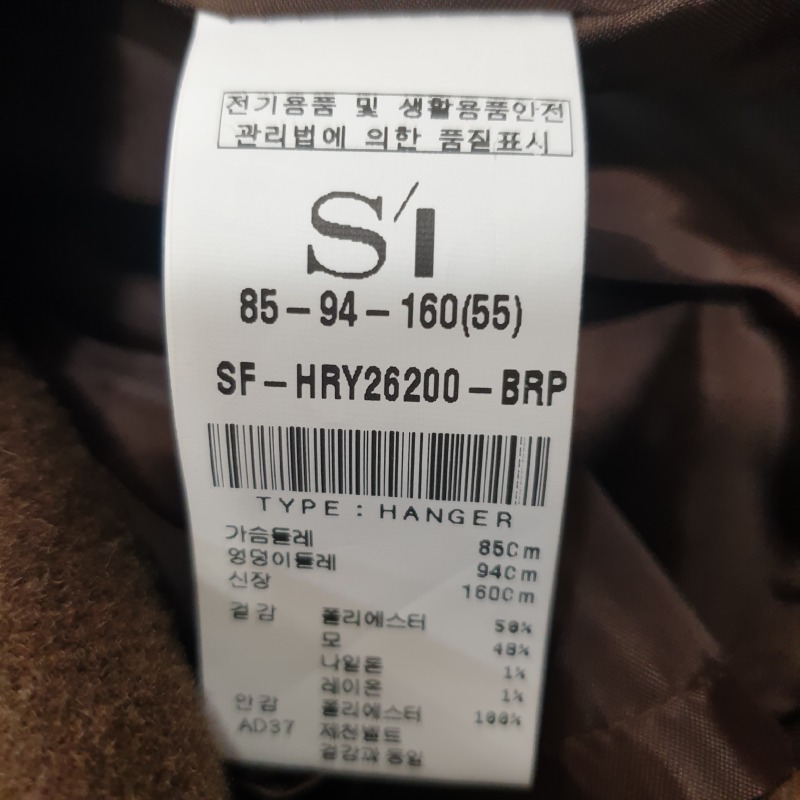 전기용품 및 생활용품안전
관리법에 의한 품질표시
S'I
85-94-160(55)
SF-HRY26200-BRP
TYPE : HANGER
가슴둘레 85Cm
엉덩이둘레 94Cm
신장 160Cm
겉감 폴리에스터 50%
모 48%
나일론 1%
레이온 1%
안감 폴리에스터 100%
AD37 제천벨트
겉감과 동일